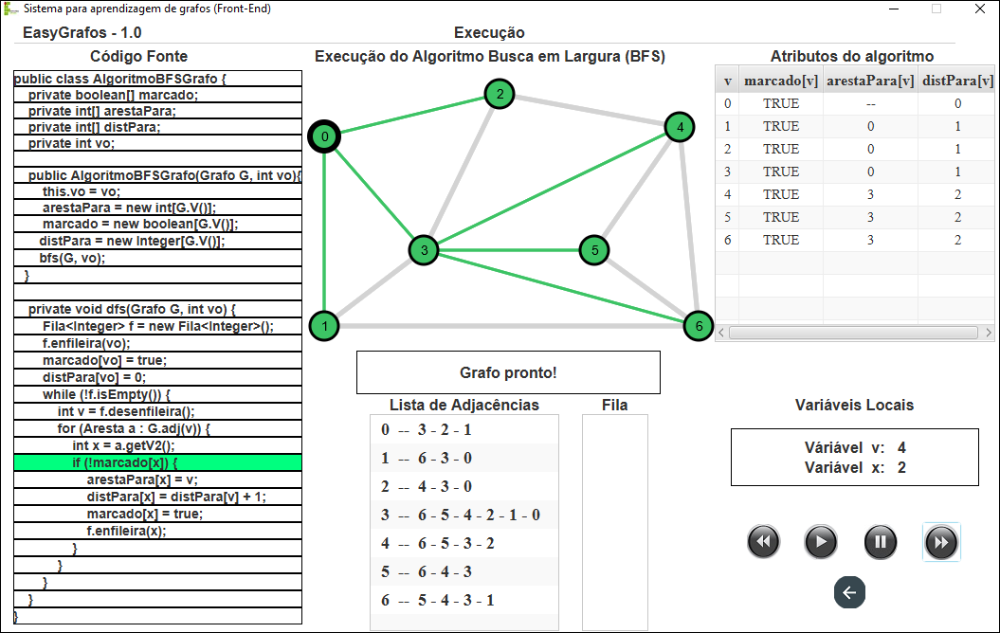 Sistema para aprendizagem de grafos (Front-End)
EasyGrafos - 1.0
Execução
Código Fonte
public class AlgoritmoBFSGrafo {
private boolean[] marcado;
private int[] arestaPara;
private int[] distPara;
private int vo;
public AlgoritmoBFSGrafo(Grafo G, int vo){
this.vo = vo;
arestaPara = new int[G.V()];
marcado = new boolean[G.V()];
distPara = new Integer[G.V()];
bfs(G, vo);
}
private void dfs(Grafo G, int vo) {
Fila<Integer> f = new Fila<Integer>();
f.enfileira(vo);
marcado[vo] = true;
distPara[vo] = 0;
while (!f.isEmpty()) {
int v = f.desenfileira();
for (Aresta a : G.adj(v)) {
int x = a.getV2();
if (!marcado[x]) {
arestaPara[x] = v;
distPara[x] = distPara[v] + 1;
marcado[x] = true;
f.enfileira(x);
}
}
}
}
}
Execução do Algoritmo Busca em Largura (BFS)
2
0
4
3
5
1
6
Grafo pronto!
Lista de Adjacências
0 -- 3 - 2 - 1
1 -- 6 - 3 - 0
2 -- 4 - 3 - 0
3 -- 6 - 5 - 4 - 2 - 1 - 0
4 -- 6 - 5 - 3 - 2
5 -- 6 - 4 - 3
6 -- 5 - 4 - 3 - 1
Fila
Atributos do algoritmo
v marcado[v] arestaPara[v] distPara[v]
0 TRUE -- 0
1 TRUE 0 1
2 TRUE 0 1
3 TRUE 0 1
4 TRUE 3 2
5 TRUE 3 2
6 TRUE 3 2
Variáveis Locais
Váriável v: 4
Variável x: 2